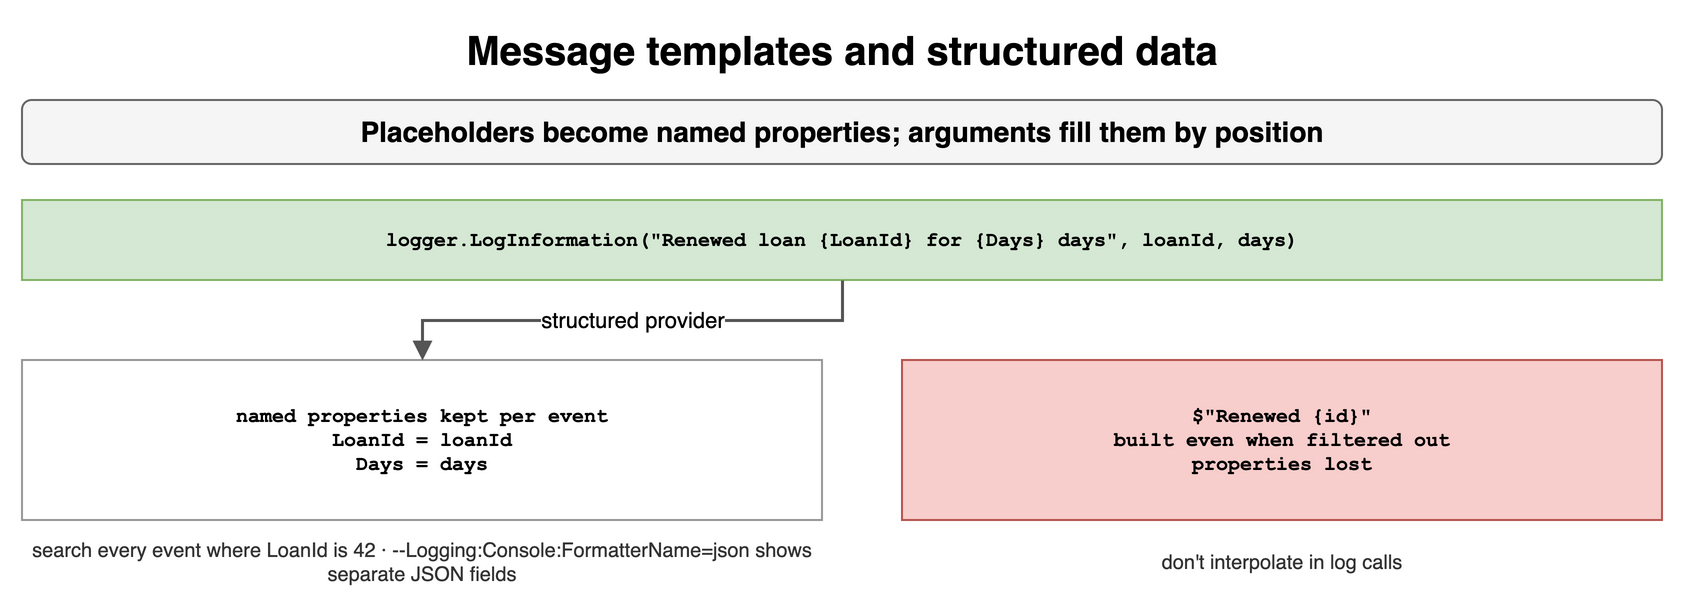 Message templates and structured data
Placeholders become named properties; arguments fill them by position
logger.LogInformation("Renewed loan {LoanId} for {Days} days", loanId, days)
structured provider
named properties kept per event
LoanId = loanId
Days = days
$"Renewed {id}"
built even when filtered out
properties lost
search every event where LoanId is 42 · --Logging:Console:FormatterName=json shows
separate JSON fields
don't interpolate in log calls